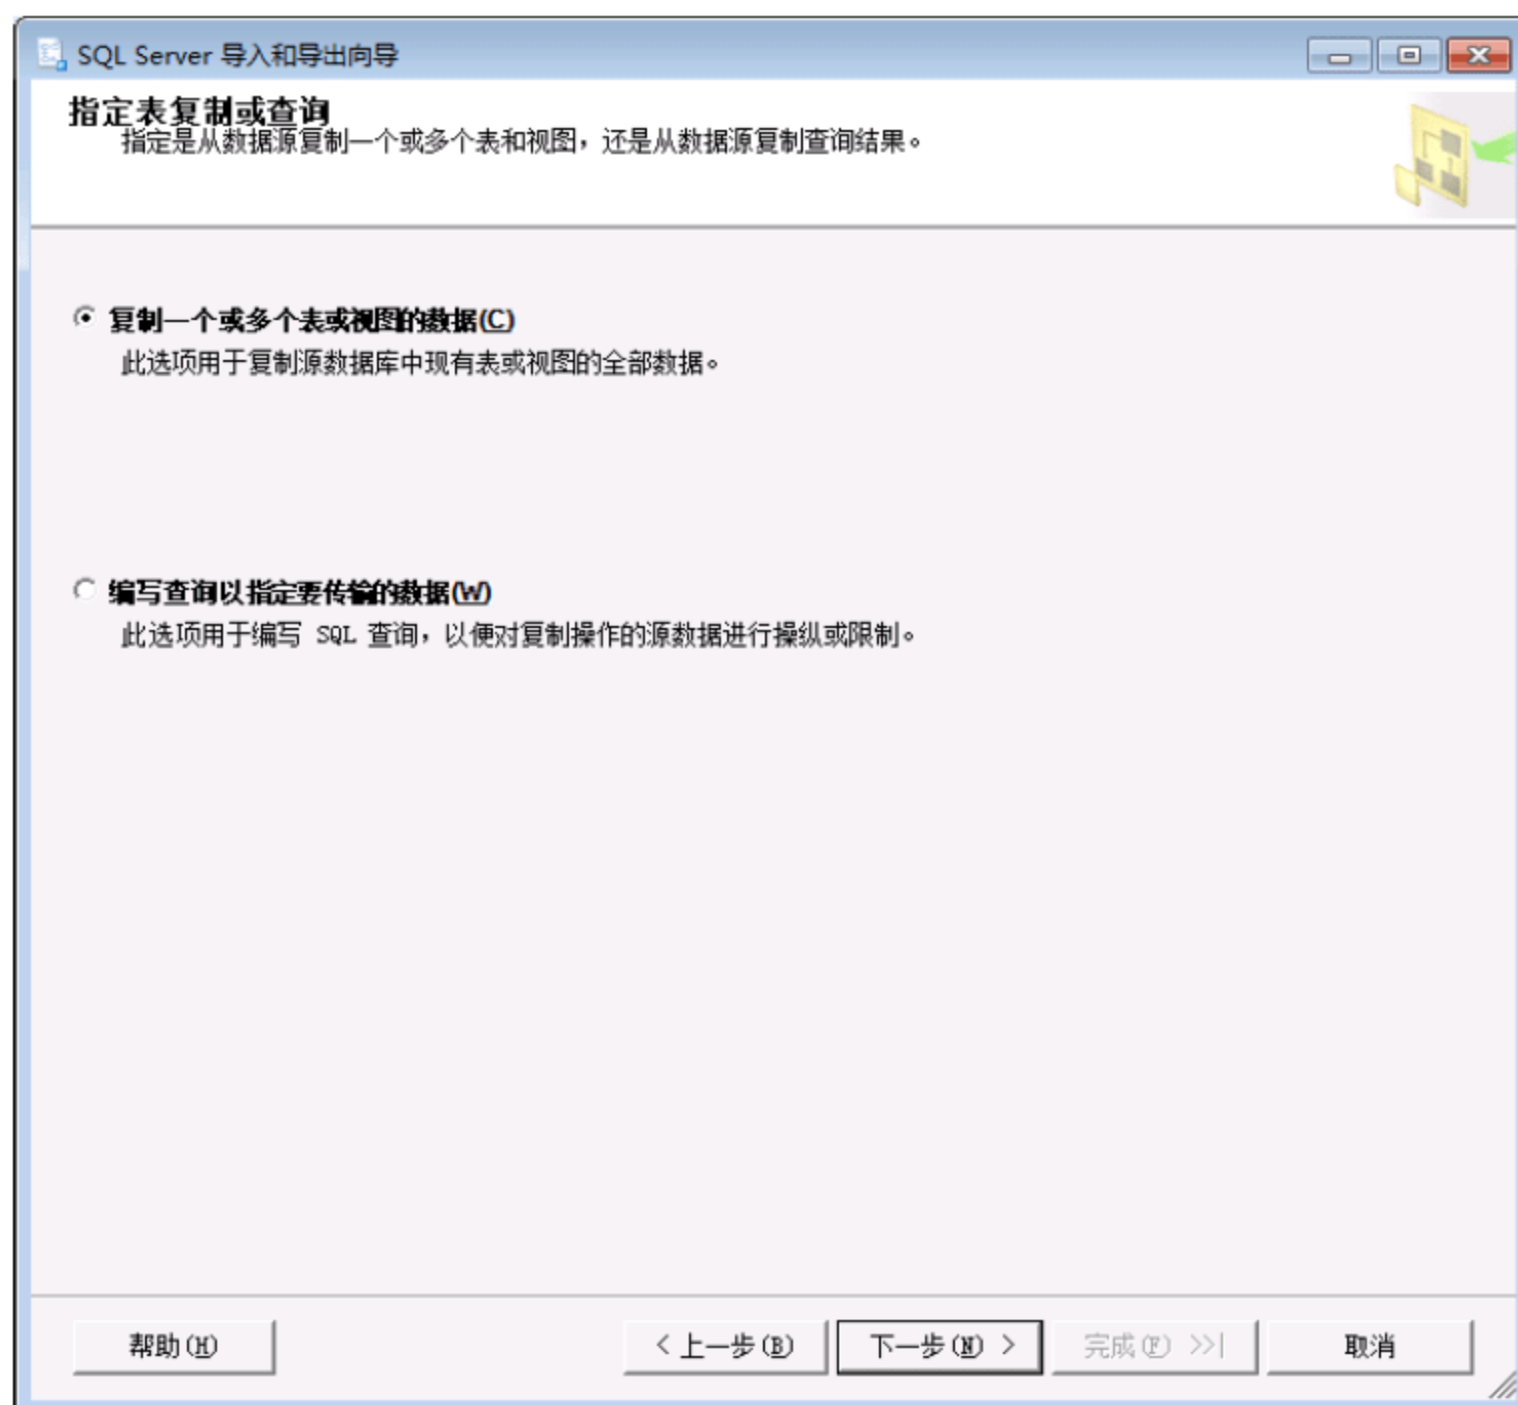 SQL Server 导入和导出向导
指定表复制或查询
指定是从数据源复制一个或多个表和视图，还是从数据源复制查询结果。
复制一个或多个表或视图的数据(C)
此选项用于复制源数据库中现有表或视图的全部数据。
编写查询以指定要传输的数据(W)
此选项用于编写 SQL 查询，以便对复制操作的源数据进行操纵或限制。
帮助(H) < 上一步(B) 下一步(N) > 完成(F) >>| 取消